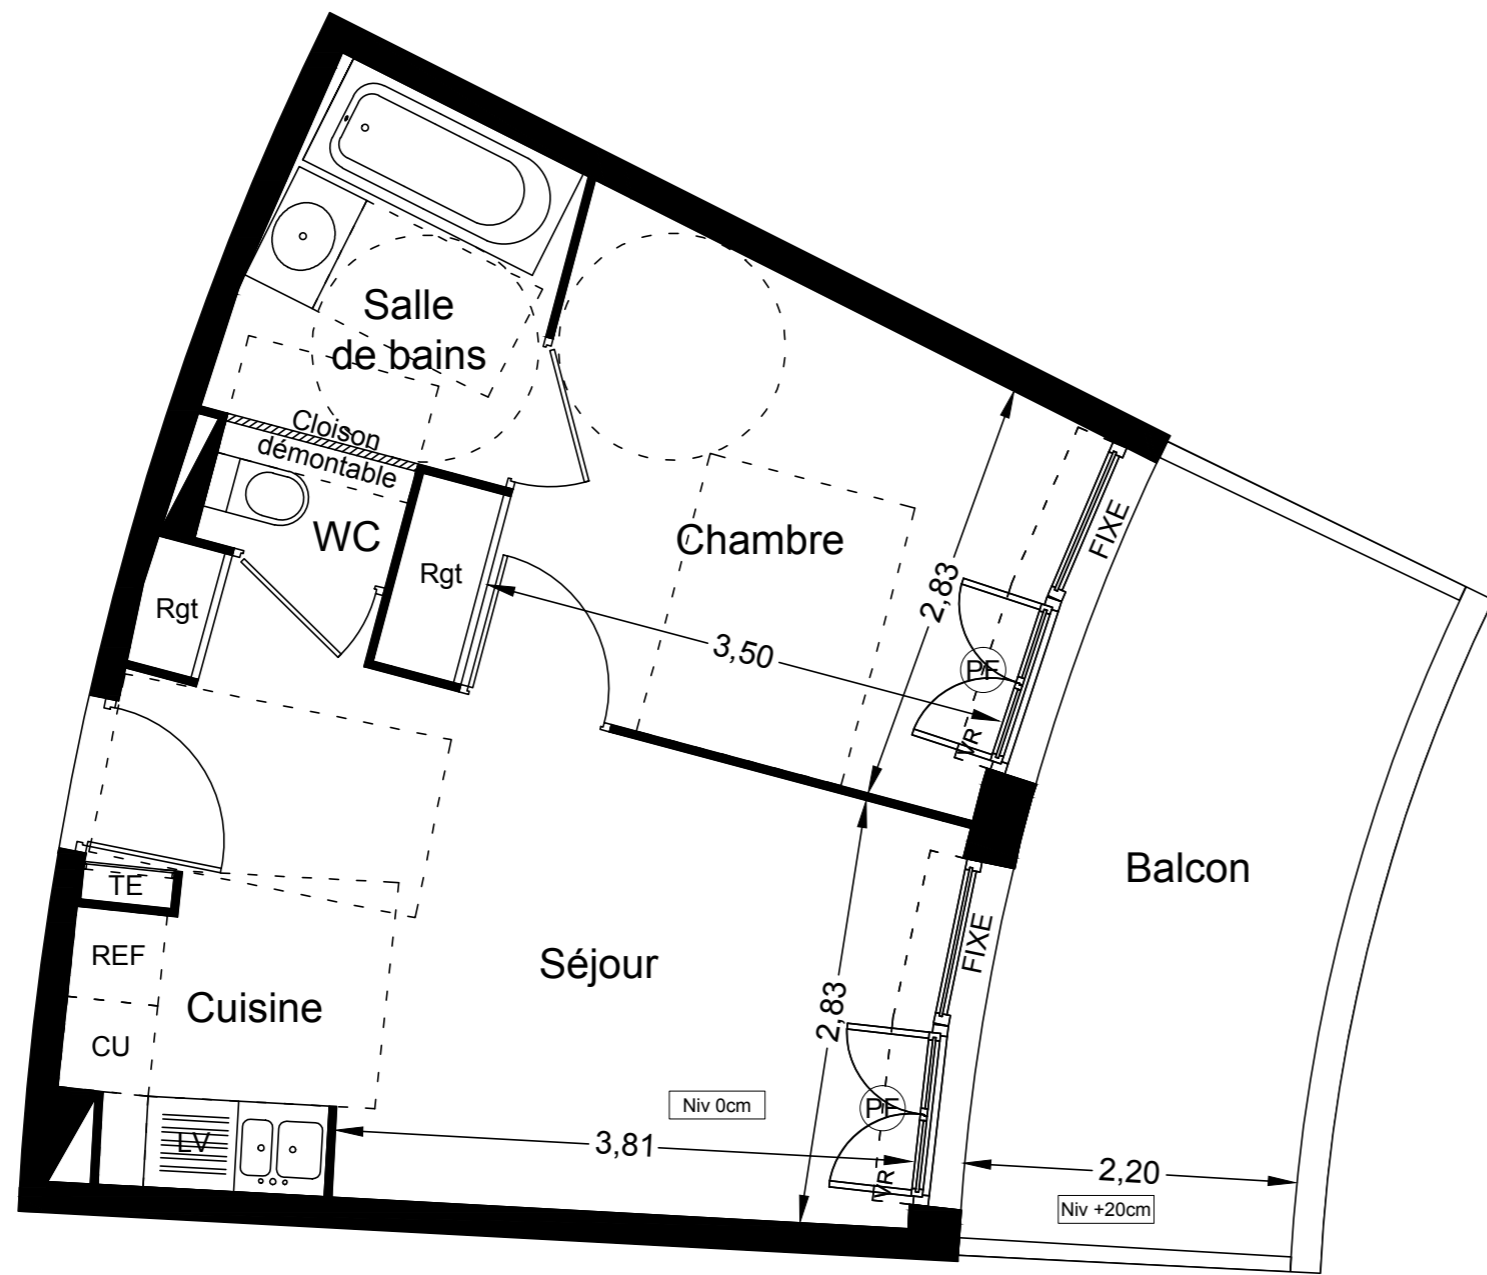 Salle
de bains
Cloison
démontable
WC
Rgt
Rgt
Chambre
3,50
2,83
FIXE
PF
VR
Balcon
TE
REF
CU
Cuisine
LV
Séjour
2,83
FIXE
Niv 0cm
PF
VR
3,81
2,20
Niv +20cm